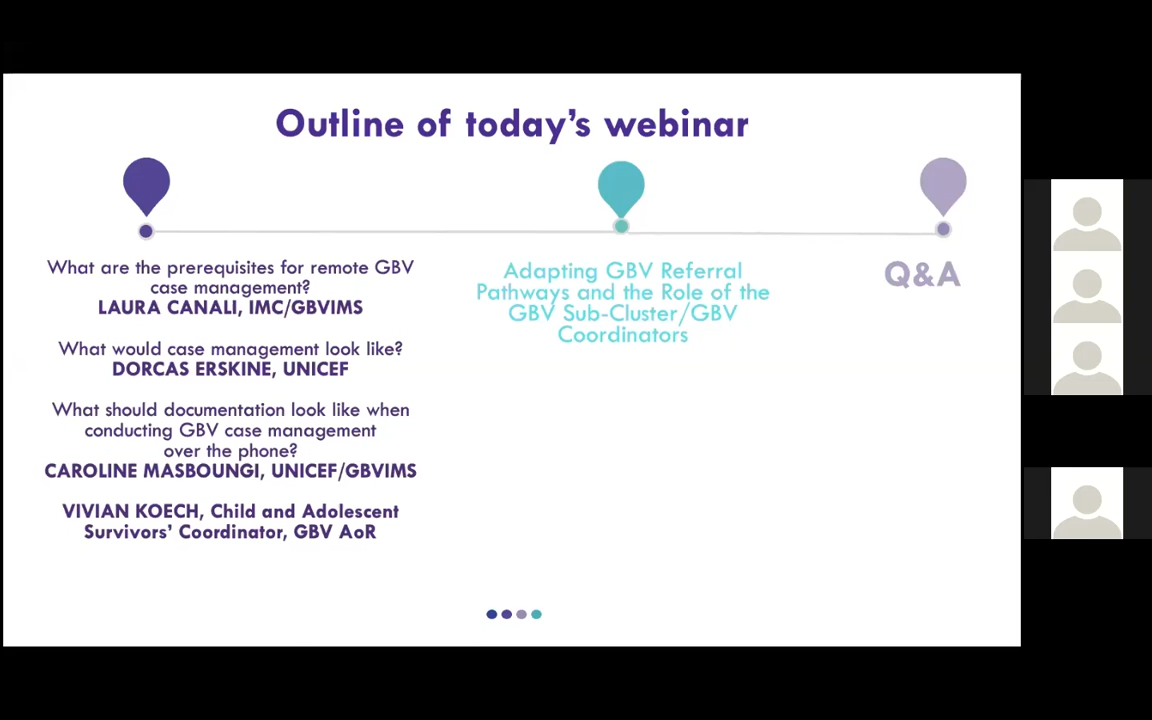 Outline of today's webinar
What are the prerequisites for remote GBV
case management?
LAURA CANALI, IMC/GBVIMS
What would case management look like?
DORCAS ERSKINE, UNICEF
What should documentation look like when
conducting GBV case management
over the phone?
CAROLINE MASBOUNGI, UNICEF/GBVIMS
VIVIAN KOECH, Child and Adolescent
Survivors' Coordinator, GBV AoR
Adapting GBV Referral
Pathways and the Role of the
GBV Sub-Cluster/GBV
Coordinators
Q&A